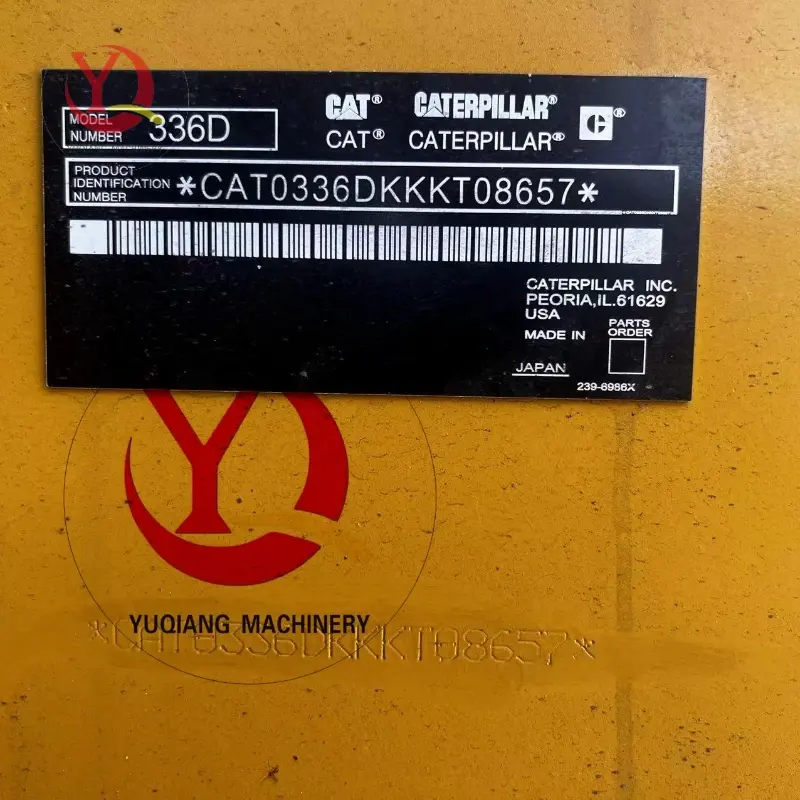 MODEL NUMBER 336D
CAT® CATERPILLAR® C®
CAT® CATERPILLAR®
PRODUCT IDENTIFICATION NUMBER *CAT0336DKKKT08657*
CATERPILLAR INC.
PEORIA,IL.61629
USA
MADE IN JAPAN
PARTS ORDER
239-6986X
YUQIANG MACHINERY
*CAT0336DKKKT08657*